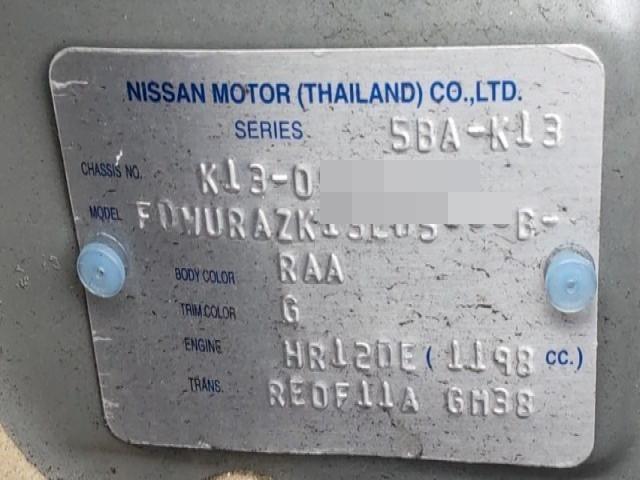 NISSAN MOTOR (THAILAND) CO.,LTD.
SERIES 5BA-K13
CHASSIS NO. K13-0
MODEL B-
BODY COLOR RAA
TRIM COLOR G
ENGINE HR12DE ( 1198 CC.)
TRANS. RE0F11A GM38